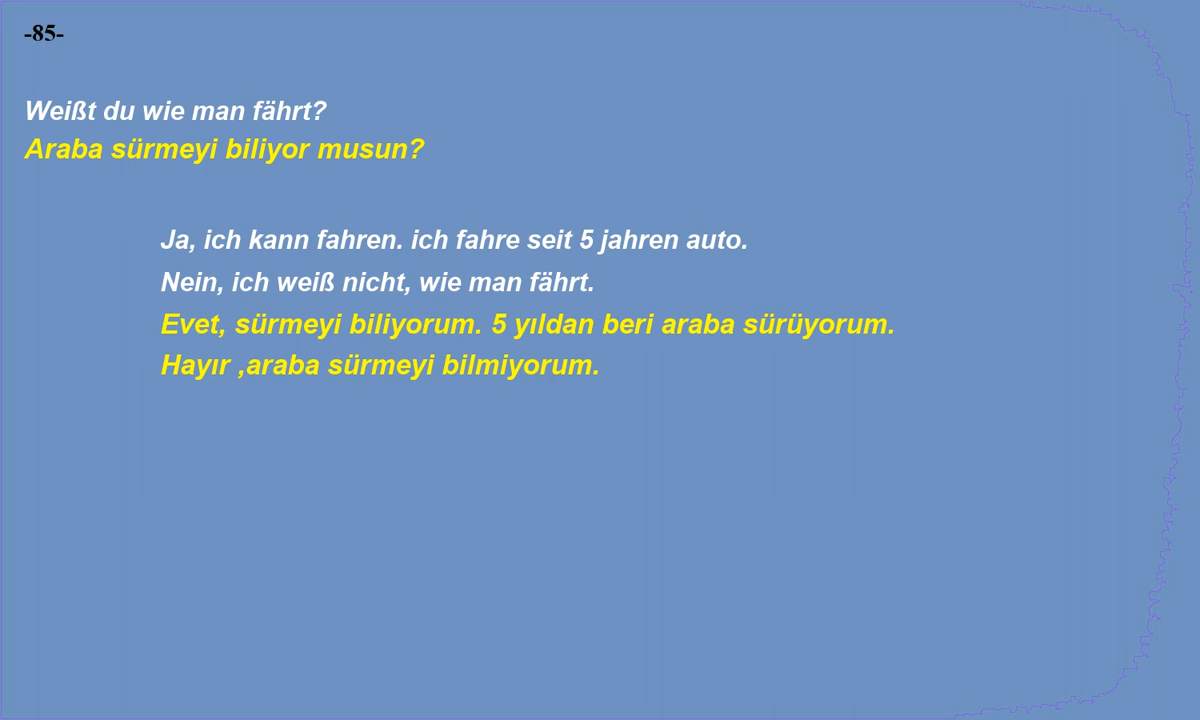 -85-
Weißt du wie man fährt?
Araba sürmeyi biliyor musun?
Ja, ich kann fahren. ich fahre seit 5 jahren auto.
Nein, ich weiß nicht, wie man fährt.
Evet, sürmeyi biliyorum. 5 yıldan beri araba sürüyorum.
Hayır ,araba sürmeyi bilmiyorum.